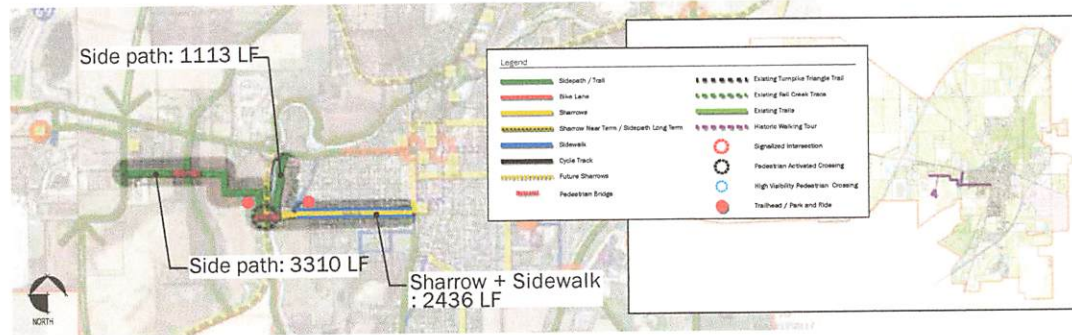 Side path: 1113 LF
Side path: 3310 LF
Sharrow + Sidewalk
: 2436 LF
NORTH
Legend
Sidepath / Trail
Bike Lane
Sharrows
Sharrow Near Term / Sidepath Long Term
Sidewalk
Cycle Track
Future Sharrows
Pedestrian Bridge
Existing Turnpike Triangle Trail
Existing Fall Creek Trace
Existing Trails
Historic Walking Tour
Signalized Intersection
Pedestrian Activated Crossing
High Visibility Pedestrian Crossing
Trailhead / Park and Ride
4